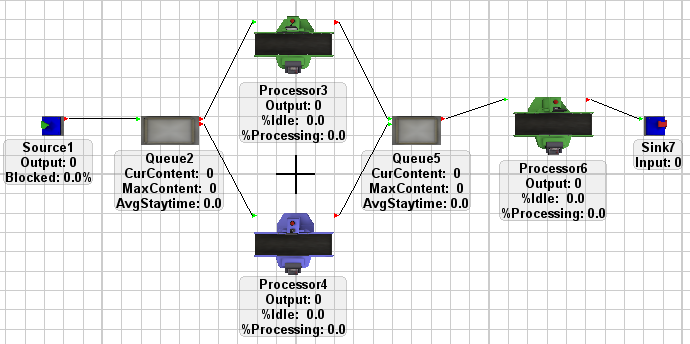 Source1
Output: 0
Blocked: 0.0%
Queue2
CurContent: 0
MaxContent: 0
AvgStaytime: 0.0
Processor3
Output: 0
%Idle: 0.0
%Processing: 0.0
Processor4
Output: 0
%Idle: 0.0
%Processing: 0.0
Queue5
CurContent: 0
MaxContent: 0
AvgStaytime: 0.0
Processor6
Output: 0
%Idle: 0.0
%Processing: 0.0
Sink7
Input: 0